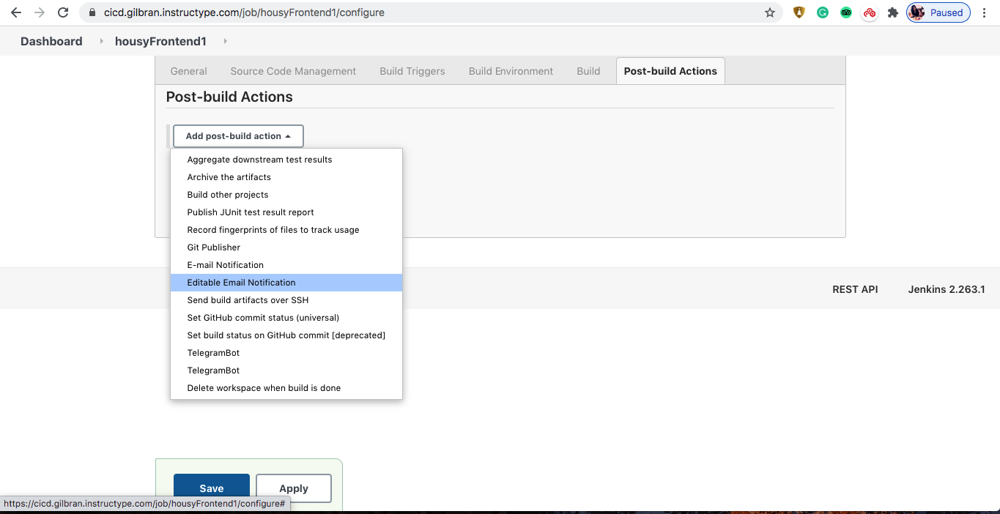 cicd.gilbran.instructype.com/job/housyFrontend1/configure
Paused
Dashboard housyFrontend1
General Source Code Management Build Triggers Build Environment Build Post-build Actions
Post-build Actions
Add post-build action
Aggregate downstream test results
Archive the artifacts
Build other projects
Publish JUnit test result report
Record fingerprints of files to track usage
Git Publisher
E-mail Notification
Editable Email Notification
Send build artifacts over SSH
Set GitHub commit status (universal)
Set build status on GitHub commit [deprecated]
TelegramBot
TelegramBot
Delete workspace when build is done
REST API Jenkins 2.263.1
Save Apply
https://cicd.gilbran.instructype.com/job/housyFrontend1/configure#